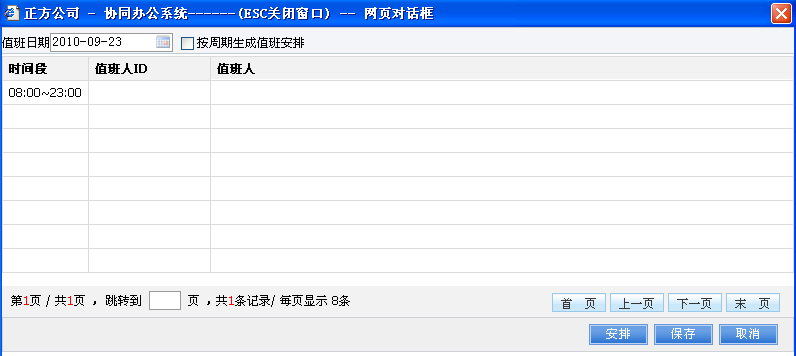 正方公司 - 协同办公系统------(ESC关闭窗口) -- 网页对话框
值班日期 2010-09-23 按周期生成值班安排
时间段 值班人ID 值班人
08:00~23:00
第1页 / 共1页 , 跳转到 页 , 共1条记录/ 每页显示 8条 首 页 上一页 下一页 末 页
安排 保存 取消